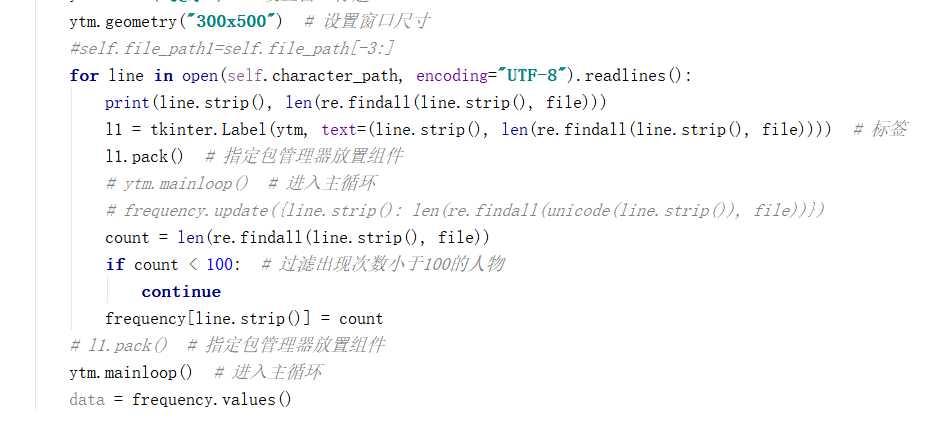 ytm.geometry("300x500")  # 设置窗口尺寸
#self.file_path1=self.file_path[-3:]
for line in open(self.character_path, encoding="UTF-8").readlines():
    print(line.strip(), len(re.findall(line.strip(), file)))
    l1 = tkinter.Label(ytm, text=(line.strip(), len(re.findall(line.strip(), file))))  # 标签
    l1.pack()  # 指定包管理器放置组件
    # ytm.mainloop()  # 进入主循环
    # frequency.update({line.strip(): len(re.findall(unicode(line.strip()), file))})
    count = len(re.findall(line.strip(), file))
    if count < 100:  # 过滤出现次数小于100的人物
        continue
    frequency[line.strip()] = count
# l1.pack()  # 指定包管理器放置组件
ytm.mainloop()  # 进入主循环
data = frequency.values()